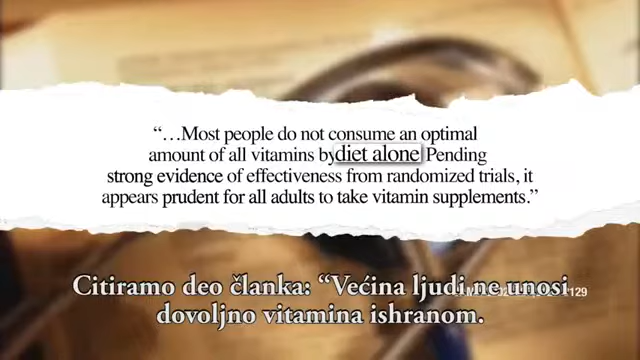 “…Most people do not consume an optimal
amount of all vitamins by diet alone Pending
strong evidence of effectiveness from randomized trials, it
appears prudent for all adults to take vitamin supplements.”
Citiramo deo članka: “Većina ljudi ne unosi
dovoljno vitamina ishranom.